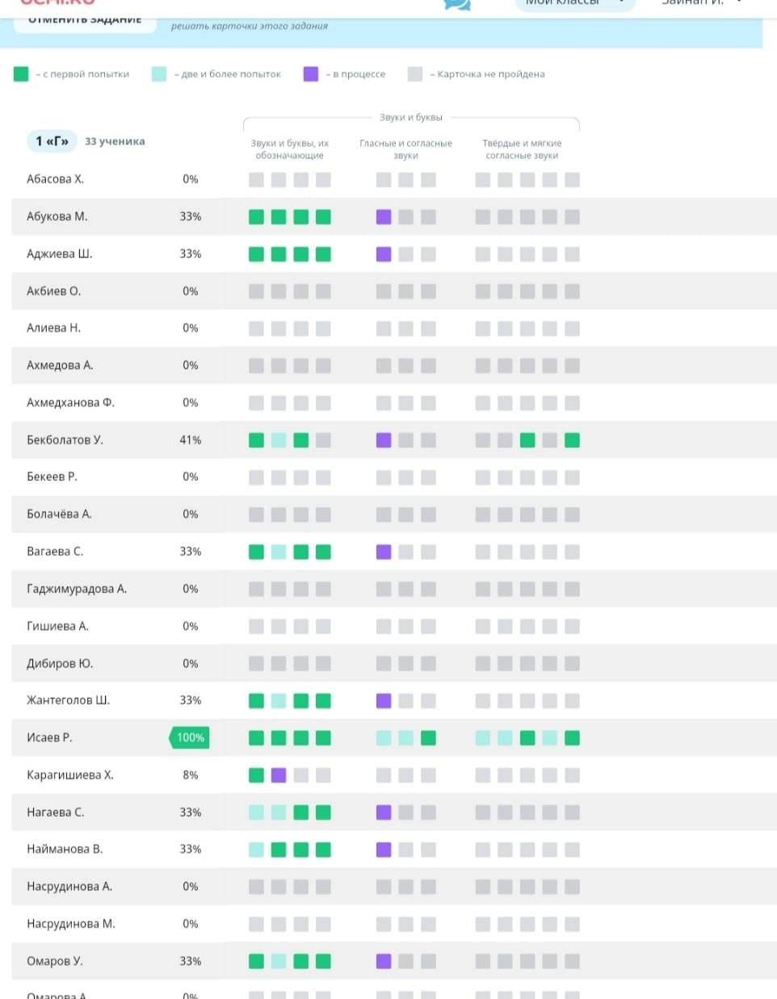 UCHI.RU
Мои классы
Зайнап И.
ОТМЕНИТЬ ЗАДАНИЕ
решать карточки этого задания
– с первой попытки – две и более попыток – в процессе – Карточка не пройдена
Звуки и буквы
1 «Г» 33 ученика
Звуки и буквы, их обозначающие
Гласные и согласные звуки
Твёрдые и мягкие согласные звуки
Абасова Х. 0%
Абукова М. 33%
Аджиева Ш. 33%
Акбиев О. 0%
Алиева Н. 0%
Ахмедова А. 0%
Ахмедханова Ф. 0%
Бекболатов У. 41%
Бекеев Р. 0%
Болачёва А. 0%
Вагаева С. 33%
Гаджимурадова А. 0%
Гишиева А. 0%
Дибиров Ю. 0%
Жантеголов Ш. 33%
Исаев Р. 100%
Карагишиева Х. 8%
Нагаева С. 33%
Найманова В. 33%
Насрудинова А. 0%
Насрудинова М. 0%
Омаров У. 33%
Омарова А. 0%